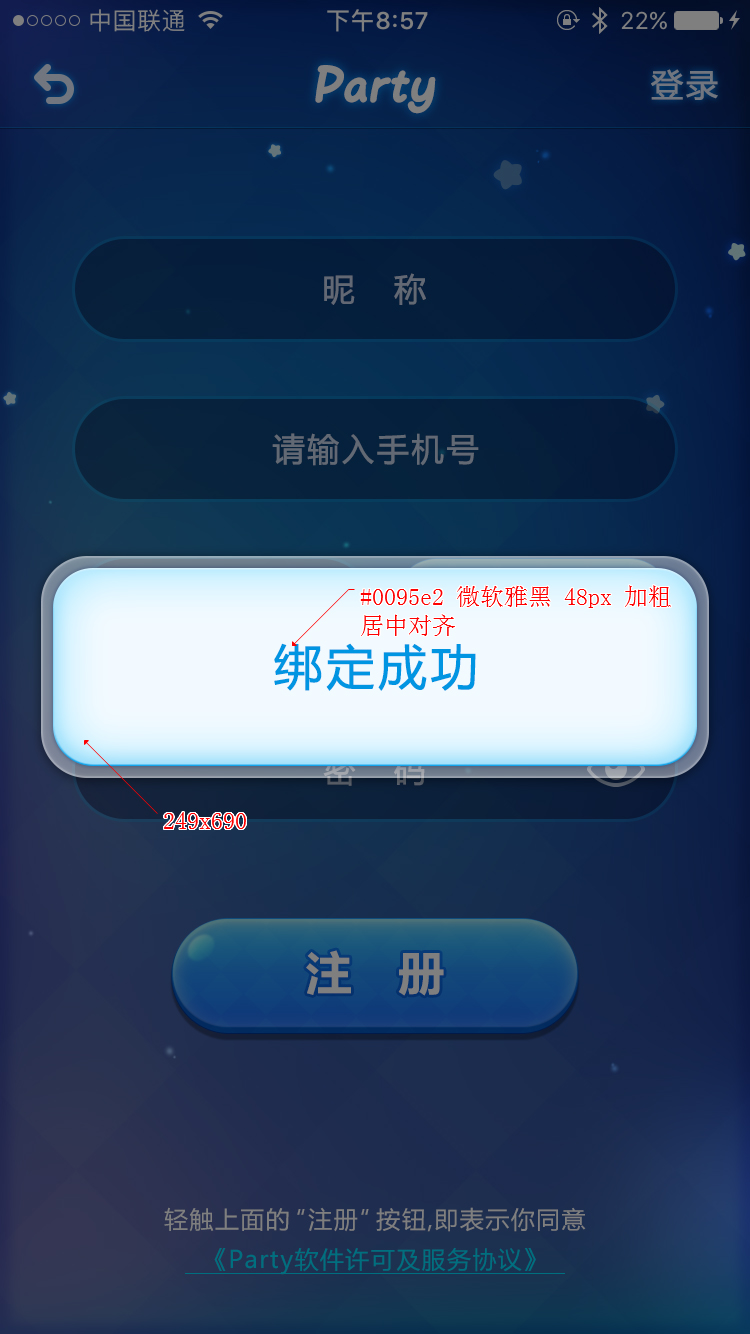 中国联通 下午8:57 22%
Party 登录
昵 称
请输入手机号
#0095e2 微软雅黑 48px 加粗
居中对齐
绑定成功
密 码
249x690
注 册
轻触上面的“注册”按钮,即表示你同意
《Party软件许可及服务协议》